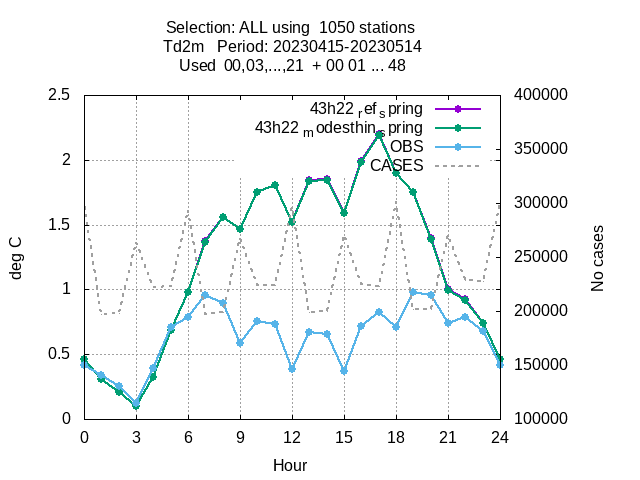 Selection: ALL using  1050 stations
Td2m   Period: 20230415-20230514
Used  00,03,...,21  + 00 01 ... 48
2.5
2
1.5
1
0.5
0
400000
350000
300000
250000
200000
150000
100000
43h22 ref spring
43h22 modesthin spring
OBS
CASES
deg C
No cases
0 3 6 9 12 15 18 21 24
Hour